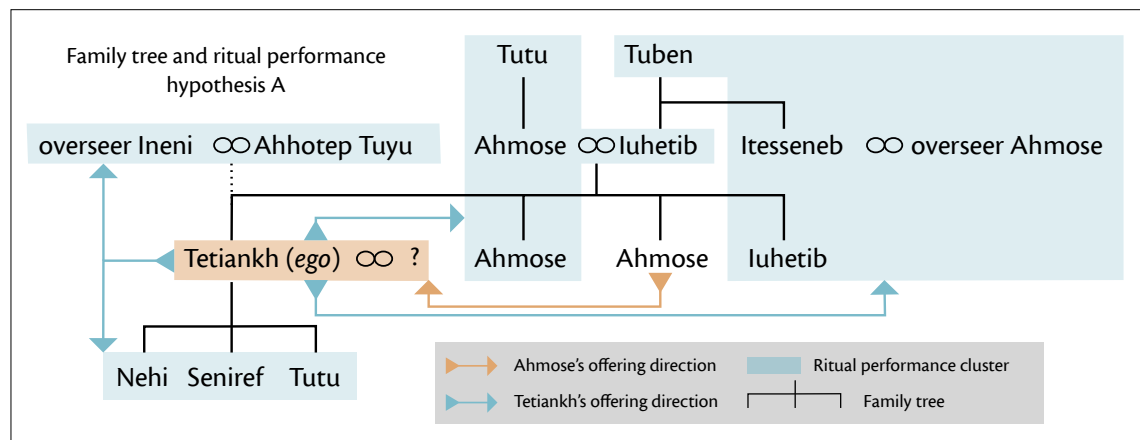 Family tree and ritual performance
hypothesis A
Tutu
Tuben
overseer Ineni ∞ Ahhotep Tuyu
Ahmose ∞ Iuhetib
Itesseneb ∞ overseer Ahmose
Tetiankh (ego) ∞ ?
Ahmose
Ahmose
Iuhetib
Nehi Seniref Tutu
Ahmose's offering direction
Ritual performance cluster
Tetiankh's offering direction
Family tree